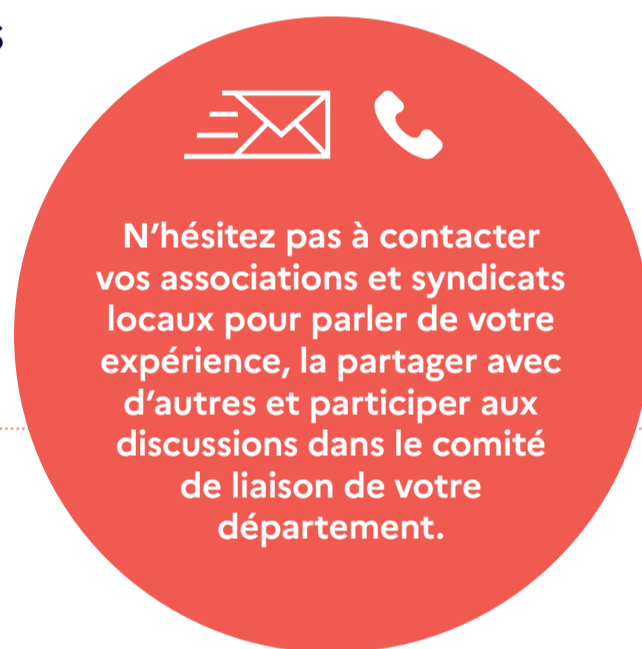 s
N'hésitez pas à contacter
vos associations et syndicats
locaux pour parler de votre
expérience, la partager avec
d'autres et participer aux
discussions dans le comité
de liaison de votre
département.